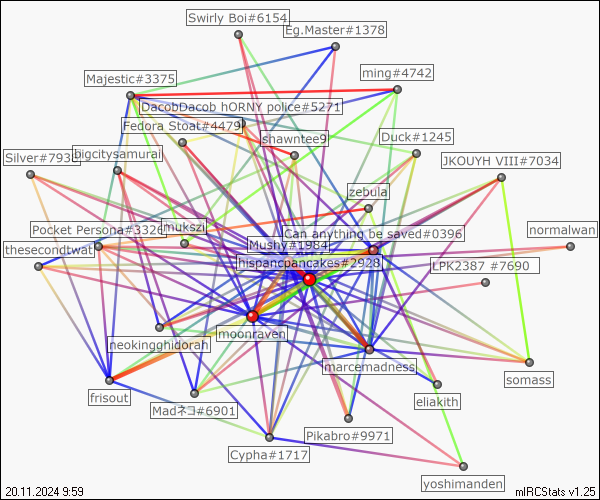 Swirly Boi#6154
Eg.Master#1378
ming#4742
Majestic#3375
DacobDacob hORNY police#5271
Fedora Stoat#4479
shawntee9
Duck#1245
Silver#793
bigcitysamurai
JKOUYH VIII#7034
zebula
Pocket Persona#3326
mukszi
Can anything be saved#0396
normalwan
thesecondtwat
Mushy#1984
hispancpancakes#2928
LPK2387 #7690
neokinghidorah
moonraven
marcemadness
somass
frisout
Madネコ#6901
eliakith
Pikabro#9971
Cypha#1717
yoshimanden
20.11.2024 9:59
mIRCStats v1.25